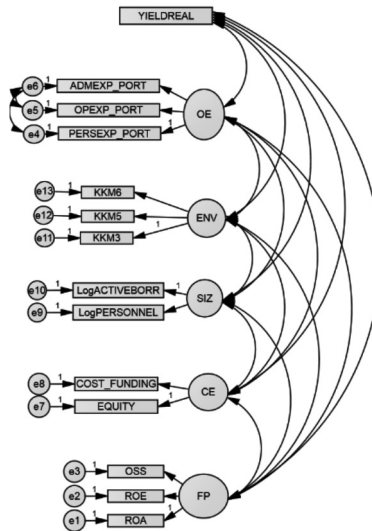 YIELDREAL
e6 1 ADMEXP_PORT
e5 1 OPEXP_PORT
OE
e4 1 PERSEXP_PORT 1
e13 1 KKM6
e12 1 KKM5
ENV
e11 1 KKM3 1
e10 1 LogACTIVEBORR 1
SIZ
e9 1 LogPERSONNEL
e8 1 COST_FUNDING
CE
e7 1 EQUITY 1
e3 1 OSS
e2 1 ROE
FP
e1 1 ROA 1